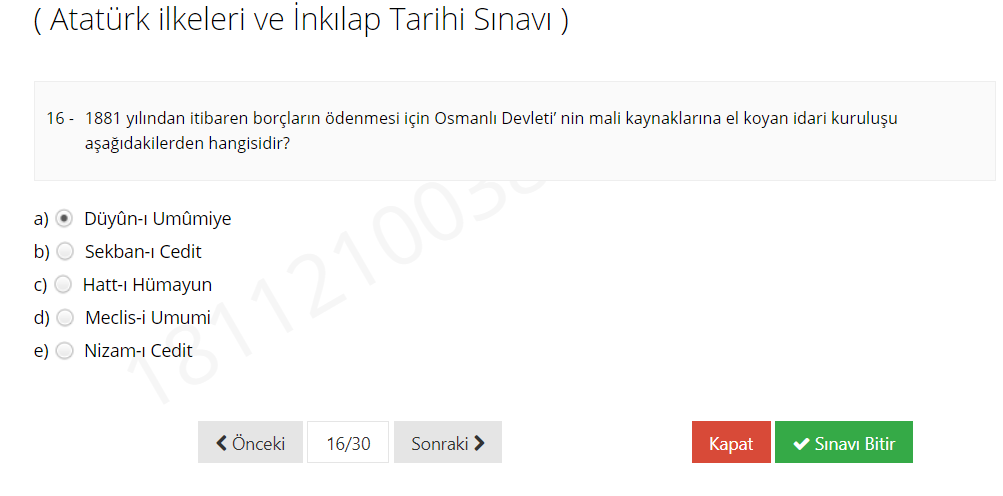 ( Atatürk ilkeleri ve İnkılap Tarihi Sınavı )
16 - 1881 yılından itibaren borçların ödenmesi için Osmanlı Devleti’ nin mali kaynaklarına el koyan idari kuruluşu
aşağıdakilerden hangisidir?
a) Düyûn-ı Umûmiye
b) Sekban-ı Cedit
c) Hatt-ı Hümayun
d) Meclis-i Umumi
e) Nizam-ı Cedit
Önceki 16/30 Sonraki Kapat Sınavı Bitir